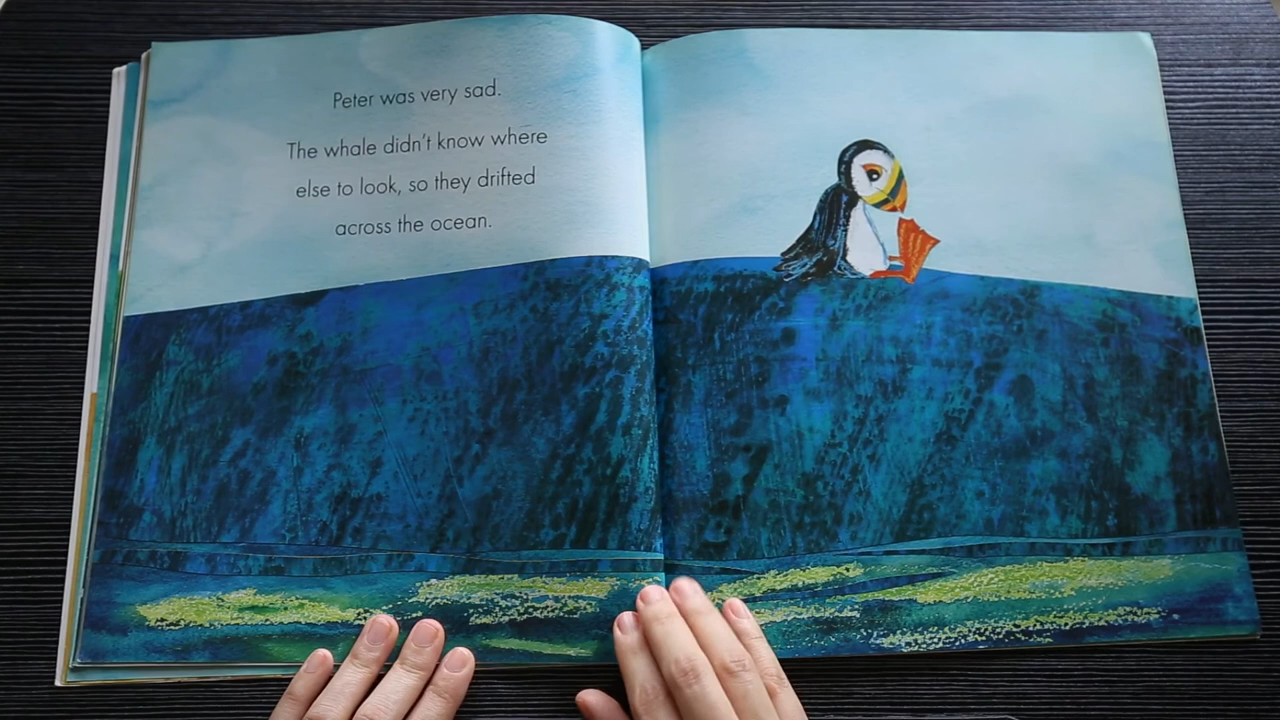 Peter was very sad.
The whale didn't know where
else to look, so they drifted
across the ocean.